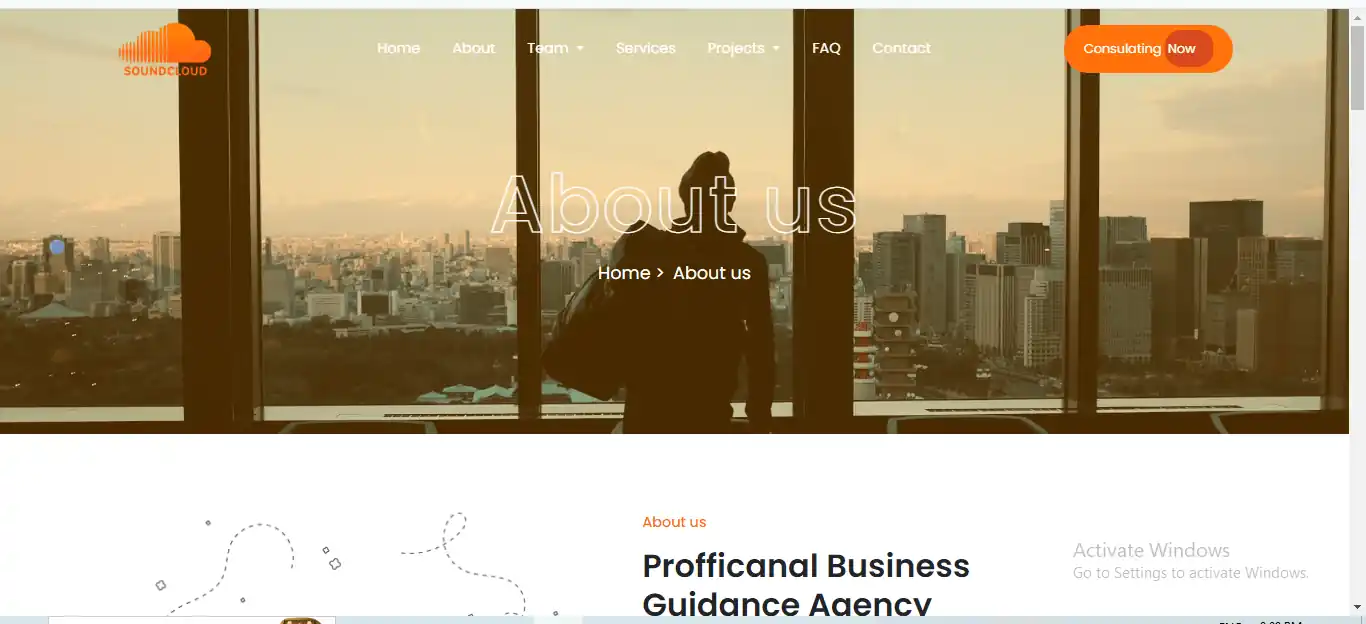 SOUNDCLOUD
Home About Team Services Projects FAQ Contact
Consulating Now
About us
Home > About us
About us
Profficanal Business
Guidance Agency
Activate Windows
Go to Settings to activate Windows.